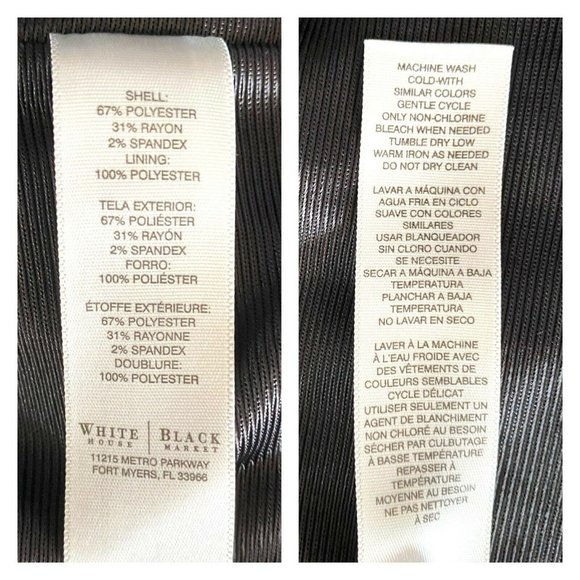 SHELL:
67% POLYESTER
31% RAYON
2% SPANDEX
LINING:
100% POLYESTER
TELA EXTERIOR:
67% POLIÉSTER
31% RAYÓN
2% SPANDEX
FORRO:
100% POLIÉSTER
ÉTOFFE EXTÉRIEURE:
67% POLYESTER
31% RAYONNE
2% SPANDEX
DOUBLURE:
100% POLYESTER
WHITE HOUSE | BLACK MARKET
11215 METRO PARKWAY
FORT MYERS, FL 33966
MACHINE WASH
COLD-WITH
SIMILAR COLORS
GENTLE CYCLE
ONLY NON-CHLORINE
BLEACH WHEN NEEDED
TUMBLE DRY LOW
WARM IRON AS NEEDED
DO NOT DRY CLEAN
LAVAR A MÁQUINA CON
AGUA FRIA EN CICLO
SUAVE CON COLORES
SIMILARES
USAR BLANQUEADOR
SIN CLORO CUANDO
SE NECESITE
SECAR A MÁQUINA A BAJA
TEMPERATURA
PLANCHAR A BAJA
TEMPERATURA
NO LAVAR EN SECO
LAVER À LA MACHINE
À L'EAU FROIDE AVEC
DES VÊTEMENTS DE
COULEURS SEMBLABLES
CYCLE DÉLICAT
UTILISER SEULEMENT UN
AGENT DE BLANCHIMENT
NON CHLORÉ AU BESOIN
SÉCHER PAR CULBUTAGE
À BASSE TEMPÉRATURE
REPASSER À
TEMPÉRATURE
MOYENNE AU BESOIN
NE PAS NETTOYER
À SEC